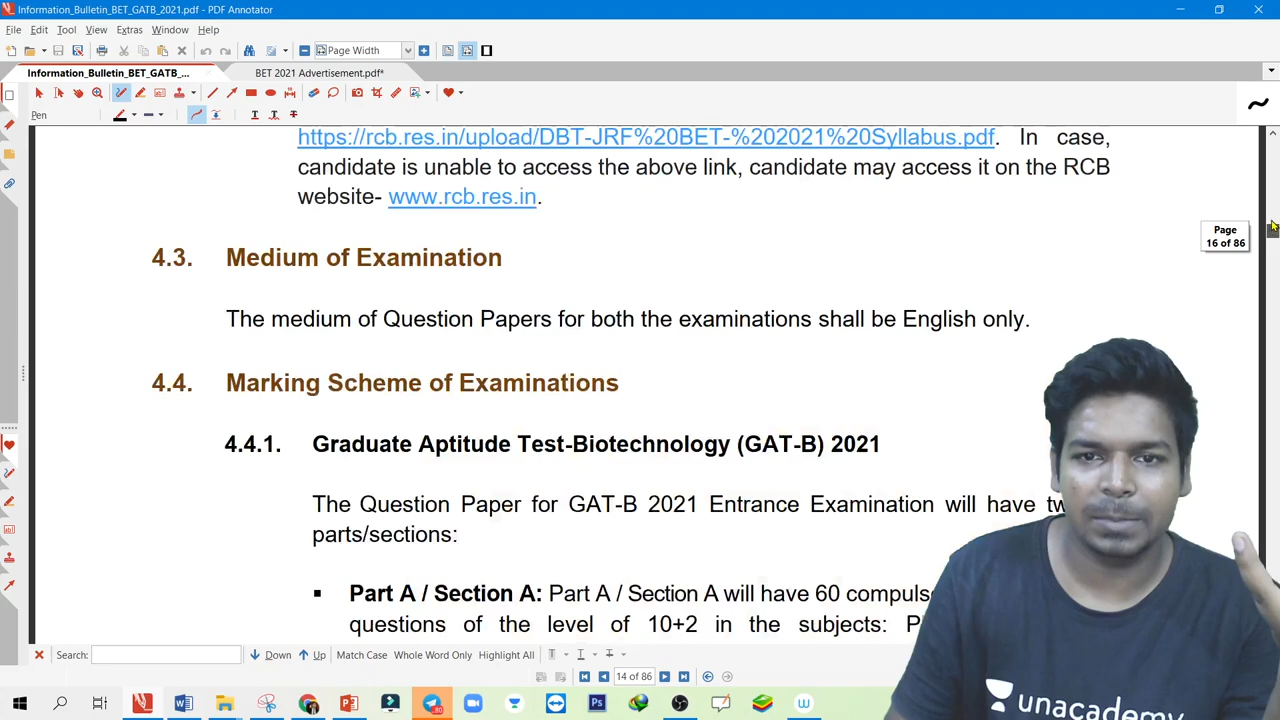 Information_Bulletin_BET_GATB_2021.pdf - PDF Annotator
File Edit Tool View Extras Window Help
Page Width
Information_Bulletin_BET_GATB_... BET 2021 Advertisement.pdf*
Pen
https://rcb.res.in/upload/DBT-JRF%20BET-%202021%20Syllabus.pdf. In case,
candidate is unable to access the above link, candidate may access it on the RCB
website- www.rcb.res.in.
Page
16 of 86
4.3. Medium of Examination
The medium of Question Papers for both the examinations shall be English only.
4.4. Marking Scheme of Examinations
4.4.1. Graduate Aptitude Test-Biotechnology (GAT-B) 2021
The Question Paper for GAT-B 2021 Entrance Examination will have
parts/sections:
▪ Part A / Section A: Part A / Section A will have 60
questions of the level of 10+2 in the subjects:
unacademy
Search: Down Up Match Case Whole Word Only Highlight All
14 of 86
80